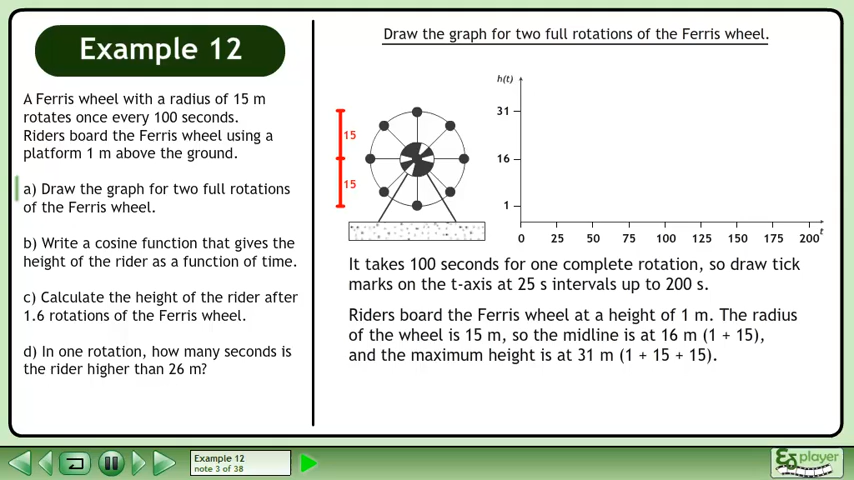 Example 12
A Ferris wheel with a radius of 15 m
rotates once every 100 seconds.
Riders board the Ferris wheel using a
platform 1 m above the ground.
a) Draw the graph for two full rotations
of the Ferris wheel.
b) Write a cosine function that gives the
height of the rider as a function of time.
c) Calculate the height of the rider after
1.6 rotations of the Ferris wheel.
d) In one rotation, how many seconds is
the rider higher than 26 m?
Draw the graph for two full rotations of the Ferris wheel.
15
15
h(t)
31
16
1
0 25 50 75 100 125 150 175 200
t
It takes 100 seconds for one complete rotation, so draw tick
marks on the t-axis at 25 s intervals up to 200 s.
Riders board the Ferris wheel at a height of 1 m. The radius
of the wheel is 15 m, so the midline is at 16 m (1 + 15),
and the maximum height is at 31 m (1 + 15 + 15).
Example 12
note 3 of 38
player